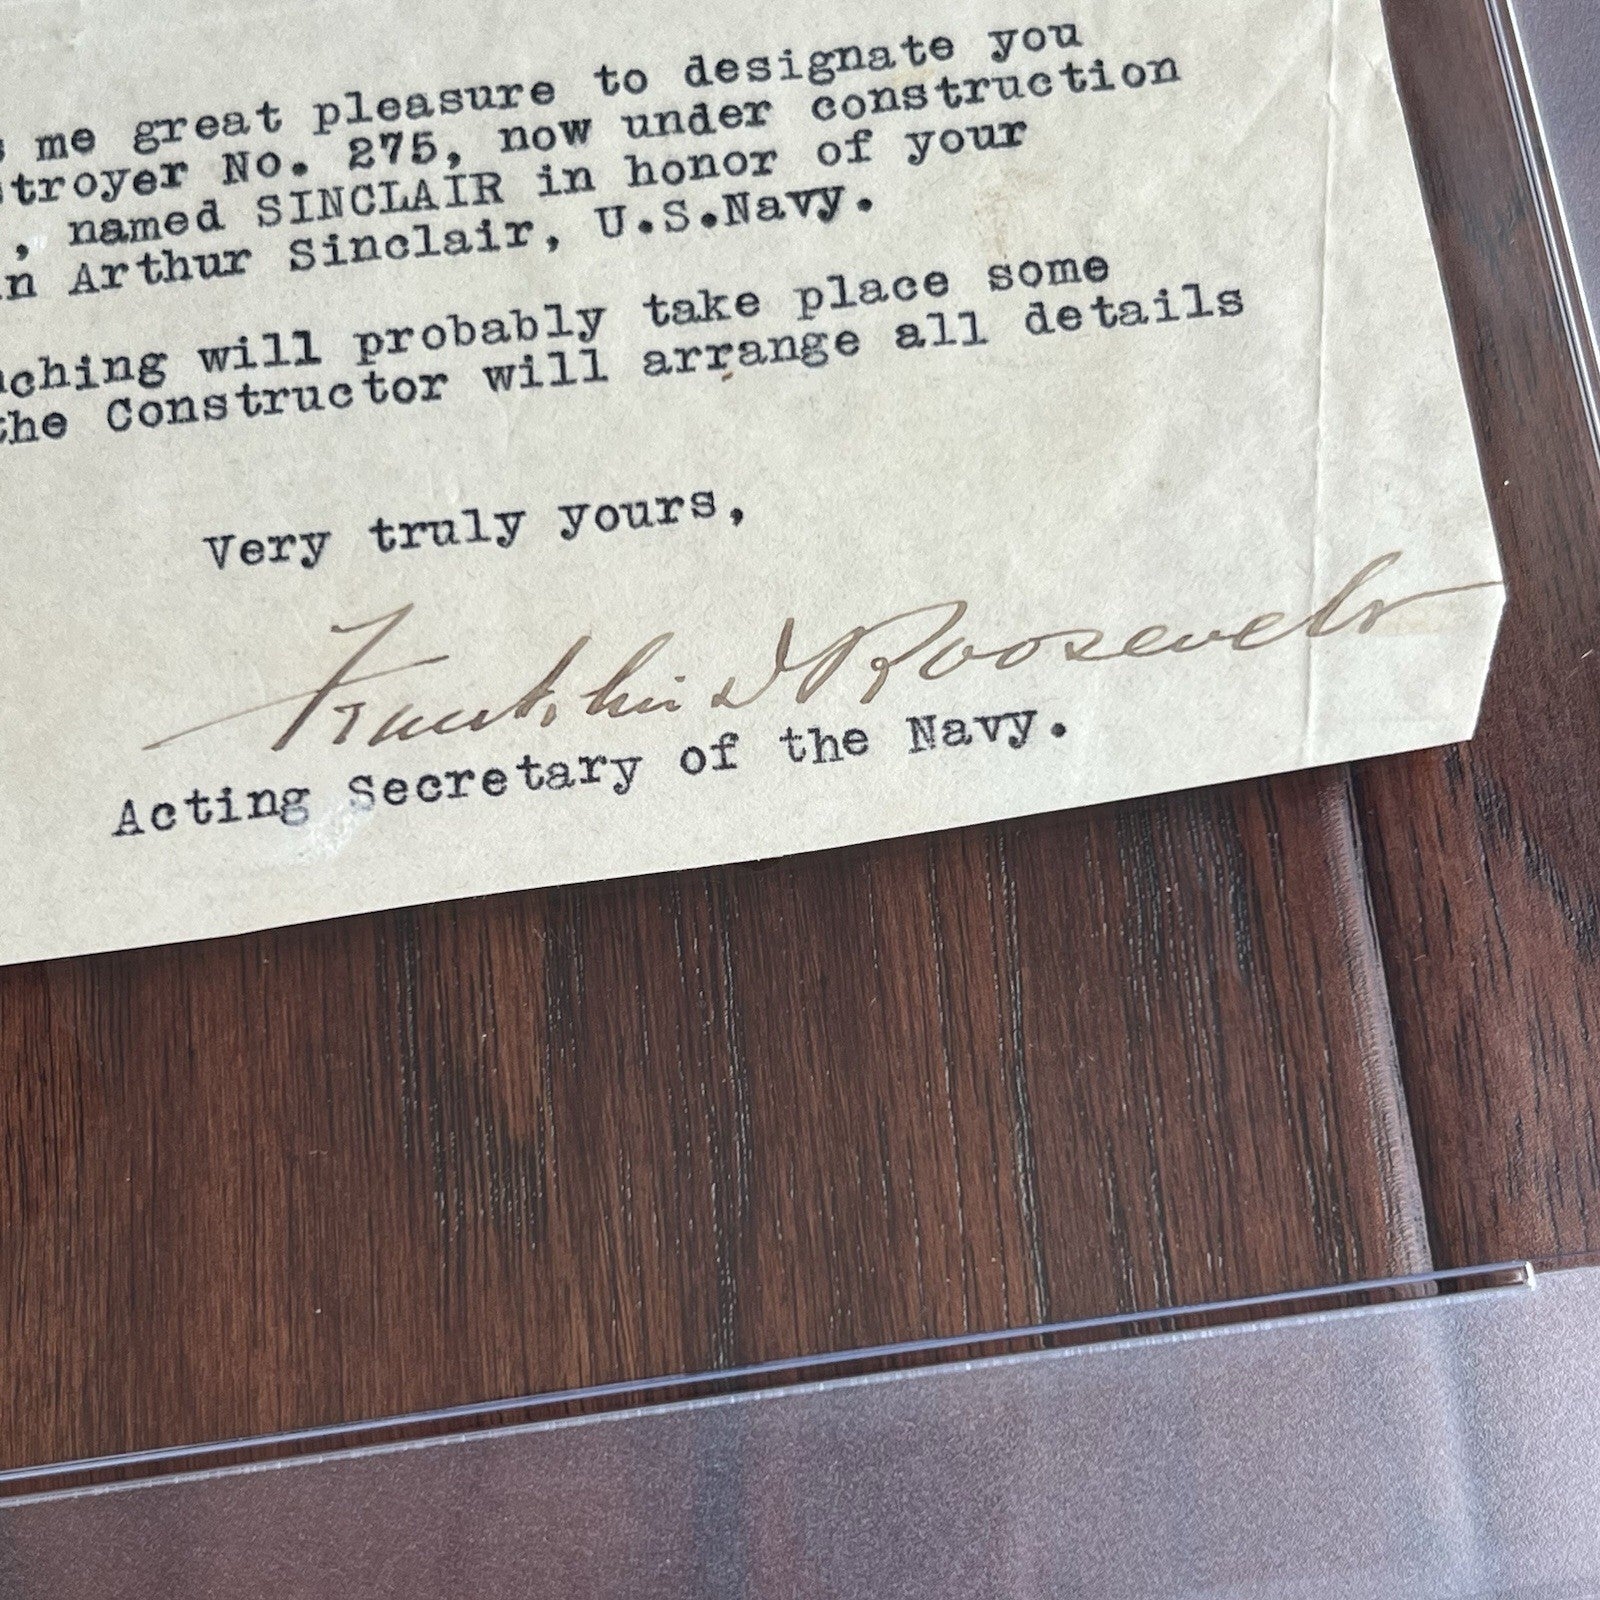 me great pleasure to designate you
stroyer No. 275, now under construction
, named SINCLAIR in honor of your
n Arthur Sinclair, U.S.Navy.
ching will probably take place some
the Constructor will arrange all details
Very truly yours,
Franklin D Roosevelt
Acting Secretary of the Navy.